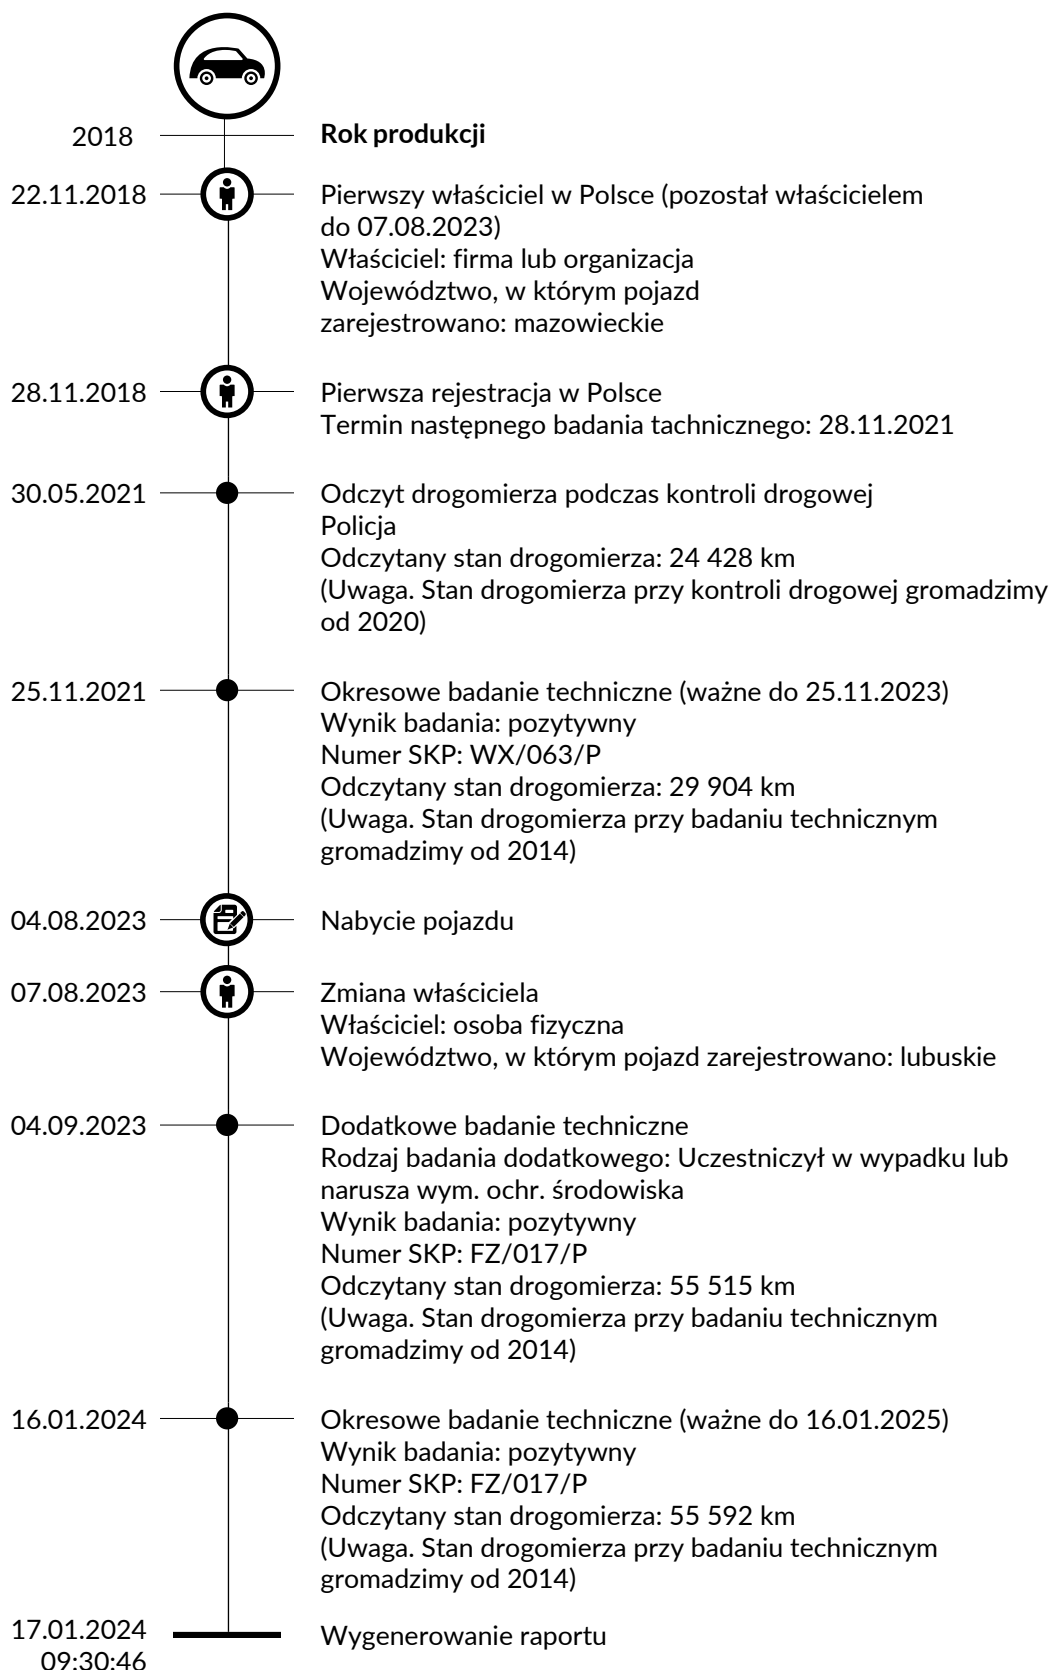 2018
Rok produkcji
22.11.2018
Pierwszy właściciel w Polsce (pozostał właścicielem
do 07.08.2023)
Właściciel: firma lub organizacja
Województwo, w którym pojazd
zarejestrowano: mazowieckie
28.11.2018
Pierwsza rejestracja w Polsce
Termin następnego badania tachnicznego: 28.11.2021
30.05.2021
Odczyt drogomierza podczas kontroli drogowej
Policja
Odczytany stan drogomierza: 24 428 km
(Uwaga. Stan drogomierza przy kontroli drogowej gromadzimy
od 2020)
25.11.2021
Okresowe badanie techniczne (ważne do 25.11.2023)
Wynik badania: pozytywny
Numer SKP: WX/063/P
Odczytany stan drogomierza: 29 904 km
(Uwaga. Stan drogomierza przy badaniu technicznym
gromadzimy od 2014)
04.08.2023
Nabycie pojazdu
07.08.2023
Zmiana właściciela
Właściciel: osoba fizyczna
Województwo, w którym pojazd zarejestrowano: lubuskie
04.09.2023
Dodatkowe badanie techniczne
Rodzaj badania dodatkowego: Uczestniczył w wypadku lub
narusza wym. ochr. środowiska
Wynik badania: pozytywny
Numer SKP: FZ/017/P
Odczytany stan drogomierza: 55 515 km
(Uwaga. Stan drogomierza przy badaniu technicznym
gromadzimy od 2014)
16.01.2024
Okresowe badanie techniczne (ważne do 16.01.2025)
Wynik badania: pozytywny
Numer SKP: FZ/017/P
Odczytany stan drogomierza: 55 592 km
(Uwaga. Stan drogomierza przy badaniu technicznym
gromadzimy od 2014)
17.01.2024
09:30:46
Wygenerowanie raportu